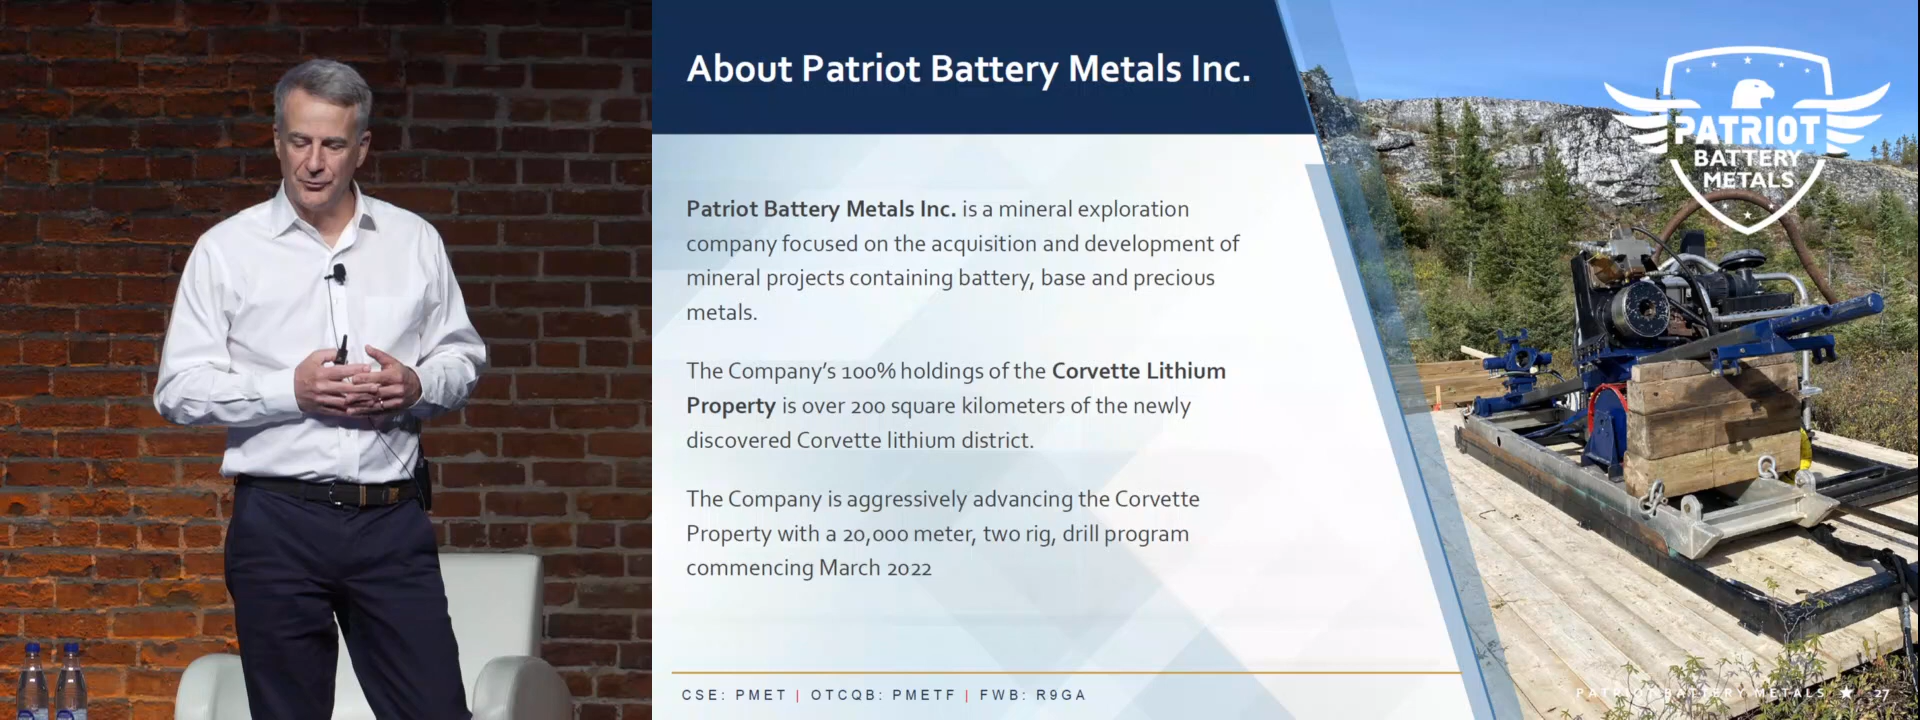 About Patriot Battery Metals Inc.
PATRIOT
BATTERY
METALS
Patriot Battery Metals Inc. is a mineral exploration
company focused on the acquisition and development of
mineral projects containing battery, base and precious
metals.
The Company's 100% holdings of the Corvette Lithium
Property is over 200 square kilometers of the newly
discovered Corvette lithium district.
The Company is aggressively advancing the Corvette
Property with a 20,000 meter, two rig, drill program
commencing March 2022
CSE: PMET | OTCQB: PMETF | FWB: R9GA
PATRIOT BATTERY METALS ★ 27